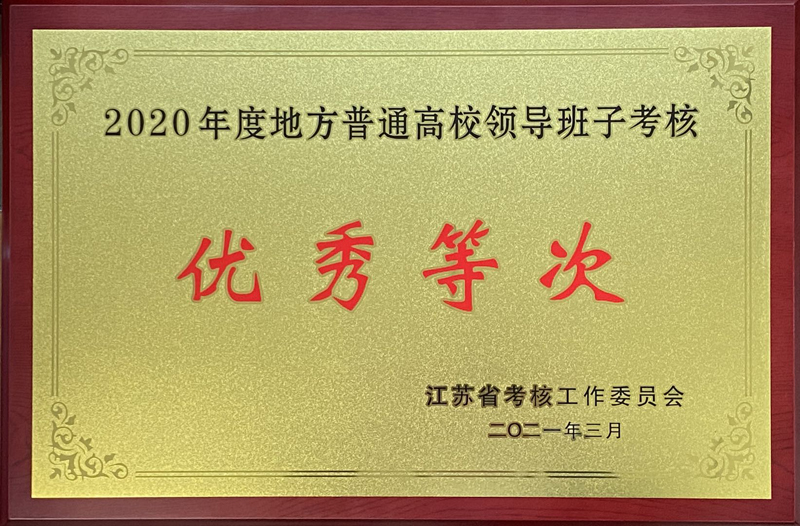 2020年度地方普通高校领导班子考核
优秀等次
江苏省考核工作委员会
二〇二一年三月